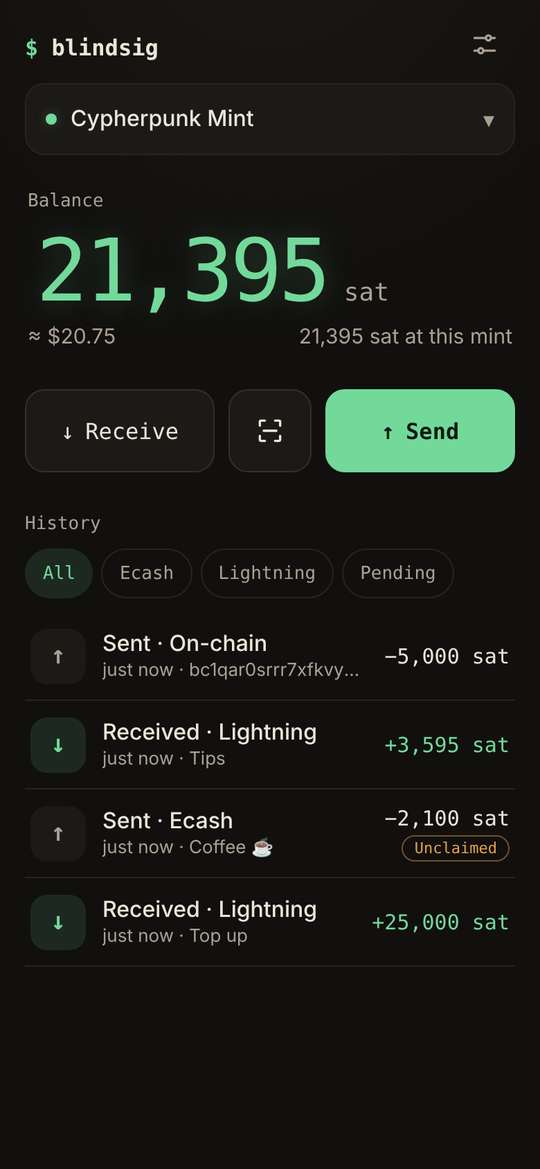 $ blindsig
Cypherpunk Mint ▾
Balance
21,395 sat
≈ $20.75 21,395 sat at this mint
↓ Receive ↑ Send
History
All Ecash Lightning Pending
↑ Sent · On-chain −5,000 sat
just now · bc1qar0srrr7xfkvy…
↓ Received · Lightning +3,595 sat
just now · Tips
↑ Sent · Ecash −2,100 sat
just now · Coffee ☕ Unclaimed
↓ Received · Lightning +25,000 sat
just now · Top up